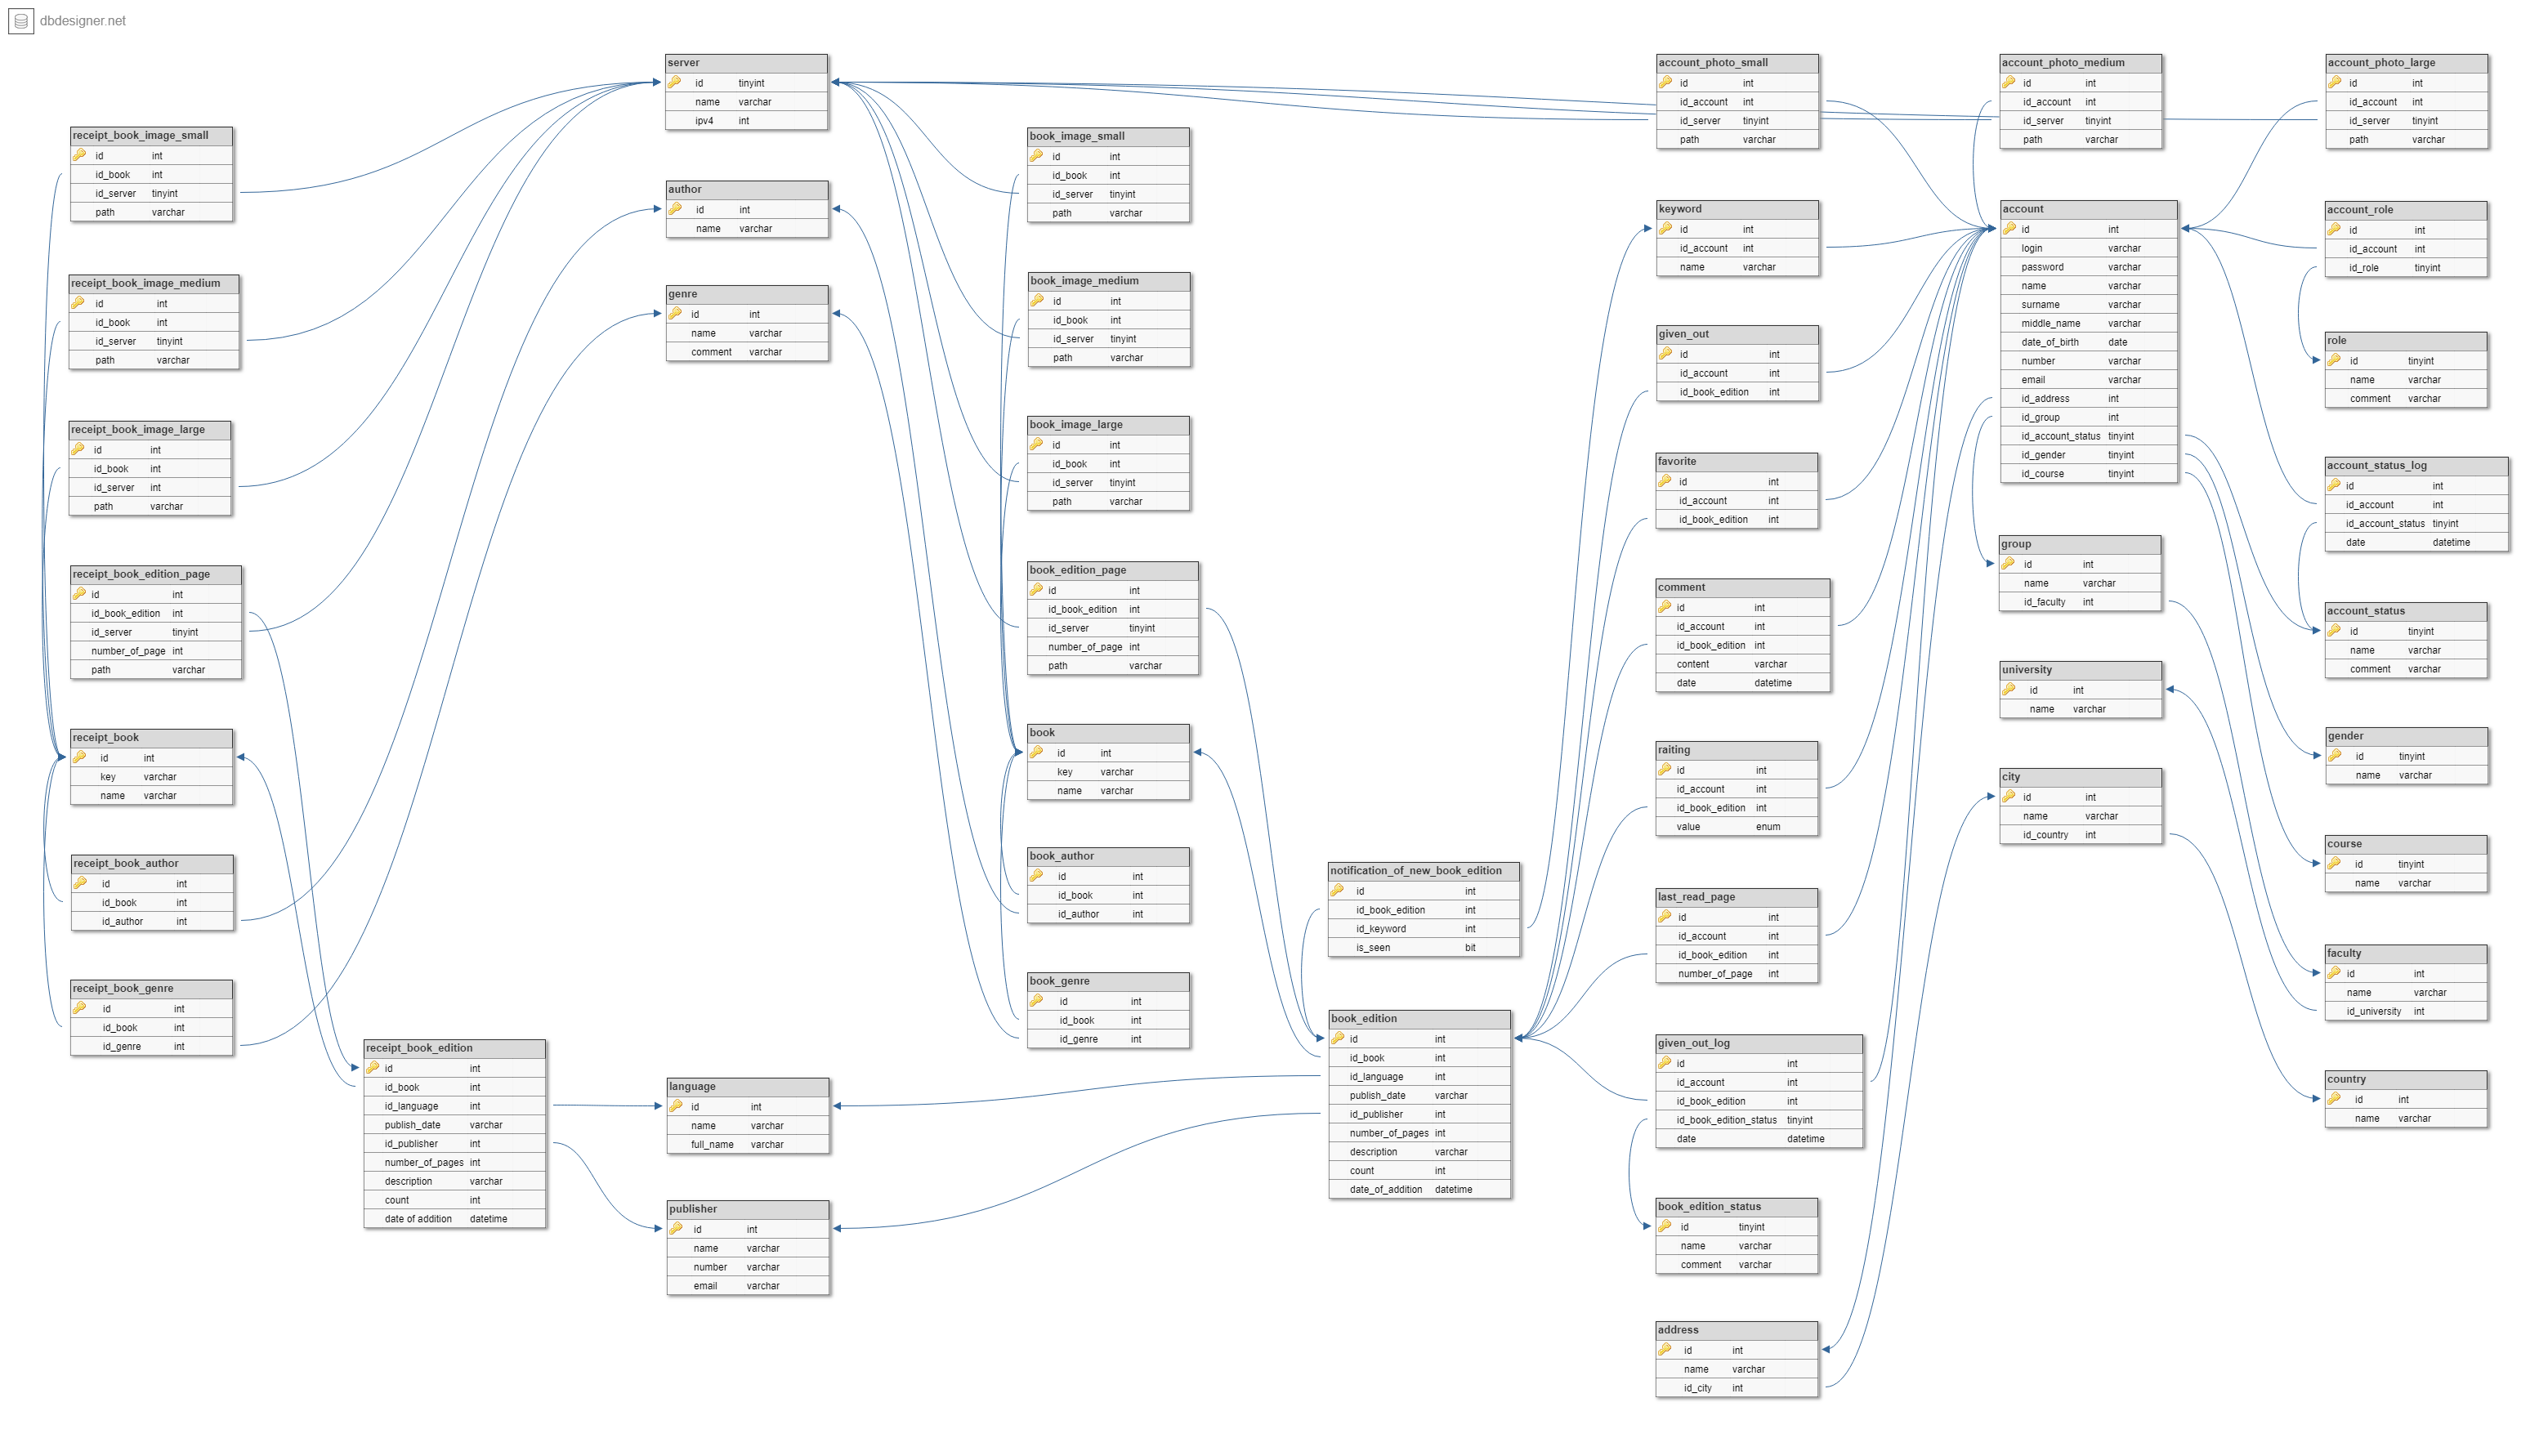 dbdesigner.net
receipt_book_image_small
id int
id_book int
id_server tinyint
path varchar
receipt_book_image_medium
id int
id_book int
id_server tinyint
path varchar
receipt_book_image_large
id int
id_book int
id_server int
path varchar
receipt_book_edition_page
id int
id_book_edition int
id_server tinyint
number_of_page int
path varchar
receipt_book
id int
key varchar
name varchar
receipt_book_author
id int
id_book int
id_author int
receipt_book_genre
id int
id_book int
id_genre int
receipt_book_edition
id int
id_book int
id_language int
publish_date varchar
id_publisher int
number_of_pages int
description varchar
count int
date of addition datetime
server
id tinyint
name varchar
ipv4 int
author
id int
name varchar
genre
id int
name varchar
comment varchar
language
id int
name varchar
full_name varchar
publisher
id int
name varchar
number varchar
email varchar
book_image_small
id int
id_book int
id_server tinyint
path varchar
book_image_medium
id int
id_book int
id_server tinyint
path varchar
book_image_large
id int
id_book int
id_server tinyint
path varchar
book_edition_page
id int
id_book_edition int
id_server tinyint
number_of_page int
path varchar
book
id int
key varchar
name varchar
book_author
id int
id_book int
id_author int
book_genre
id int
id_book int
id_genre int
notification_of_new_book_edition
id int
id_book_edition int
id_keyword int
is_seen bit
book_edition
id int
id_book int
id_language int
publish_date varchar
id_publisher int
number_of_pages int
description varchar
count int
date_of_addition datetime
account_photo_small
id int
id_account int
id_server tinyint
path varchar
keyword
id int
id_account int
name varchar
given_out
id int
id_account int
id_book_edition int
favorite
id int
id_account int
id_book_edition int
comment
id int
id_account int
id_book_edition int
content varchar
date datetime
raiting
id int
id_account int
id_book_edition int
value enum
last_read_page
id int
id_account int
id_book_edition int
number_of_page int
given_out_log
id int
id_account int
id_book_edition int
id_book_edition_status tinyint
date datetime
book_edition_status
id tinyint
name varchar
comment varchar
address
id int
name varchar
id_city int
account_photo_medium
id int
id_account int
id_server tinyint
path varchar
account
id int
login varchar
password varchar
name varchar
surname varchar
middle_name varchar
date_of_birth date
number varchar
email varchar
id_address int
id_group int
id_account_status tinyint
id_gender tinyint
id_course tinyint
group
id int
name varchar
id_faculty int
university
id int
name varchar
city
id int
name varchar
id_country int
account_photo_large
id int
id_account int
id_server tinyint
path varchar
account_role
id int
id_account int
id_role tinyint
role
id tinyint
name varchar
comment varchar
account_status_log
id int
id_account int
id_account_status tinyint
date datetime
account_status
id tinyint
name varchar
comment varchar
gender
id tinyint
name varchar
course
id tinyint
name varchar
faculty
id int
name varchar
id_university int
country
id int
name varchar